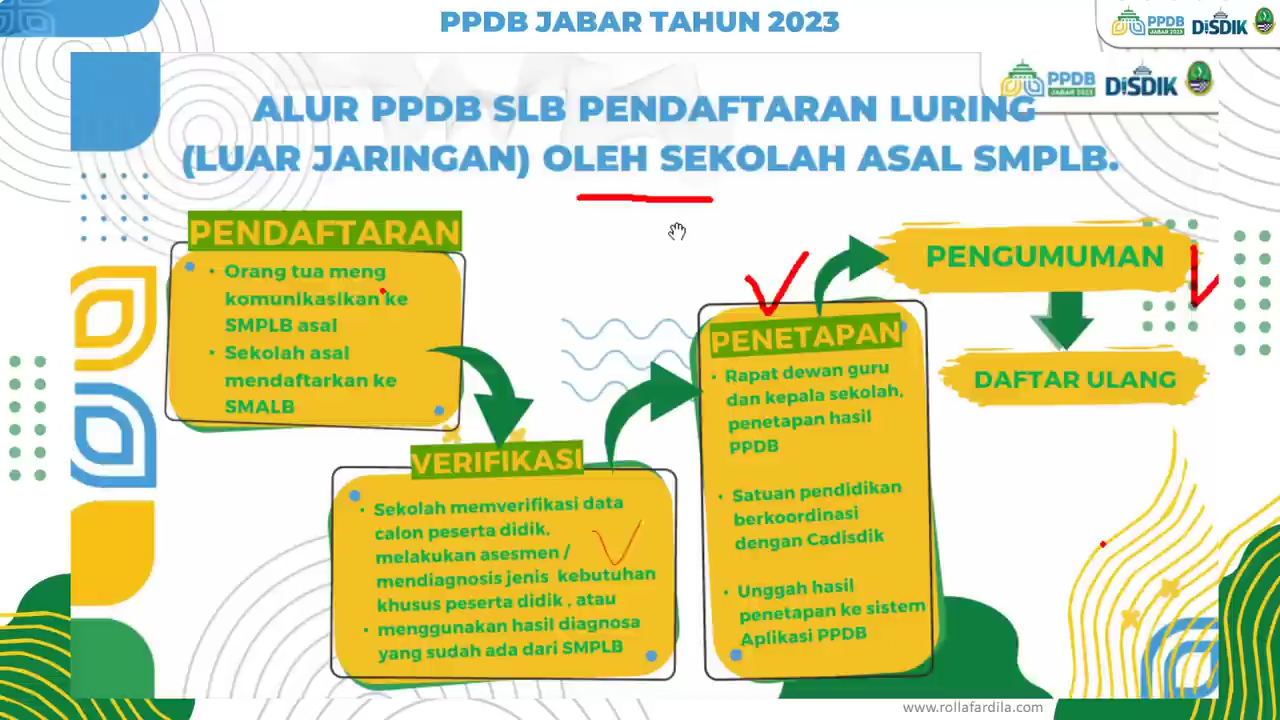 PPDB JABAR TAHUN 2023
PPDB
JABAR 2023
DiSDIK
PPDB
JABAR 2023
DiSDIK
ALUR PPDB SLB PENDAFTARAN LURING
(LUAR JARINGAN) OLEH SEKOLAH ASAL SMPLB.
PENDAFTARAN
• Orang tua meng
komunikasikan ke
SMPLB asal
• Sekolah asal
mendaftarkan ke
SMALB
VERIFIKASI
• Sekolah memverifikasi data
calon peserta didik,
melakukan asesmen /
mendiagnosis jenis kebutuhan
khusus peserta didik , atau
• menggunakan hasil diagnosa
yang sudah ada dari SMPLB
PENETAPAN
• Rapat dewan guru
dan kepala sekolah,
penetapan hasil
PPDB
• Satuan pendidikan
berkoordinasi
dengan Cadisdik
• Unggah hasil
penetapan ke sistem
Aplikasi PPDB
PENGUMUMAN
DAFTAR ULANG
www.rollafardila.com